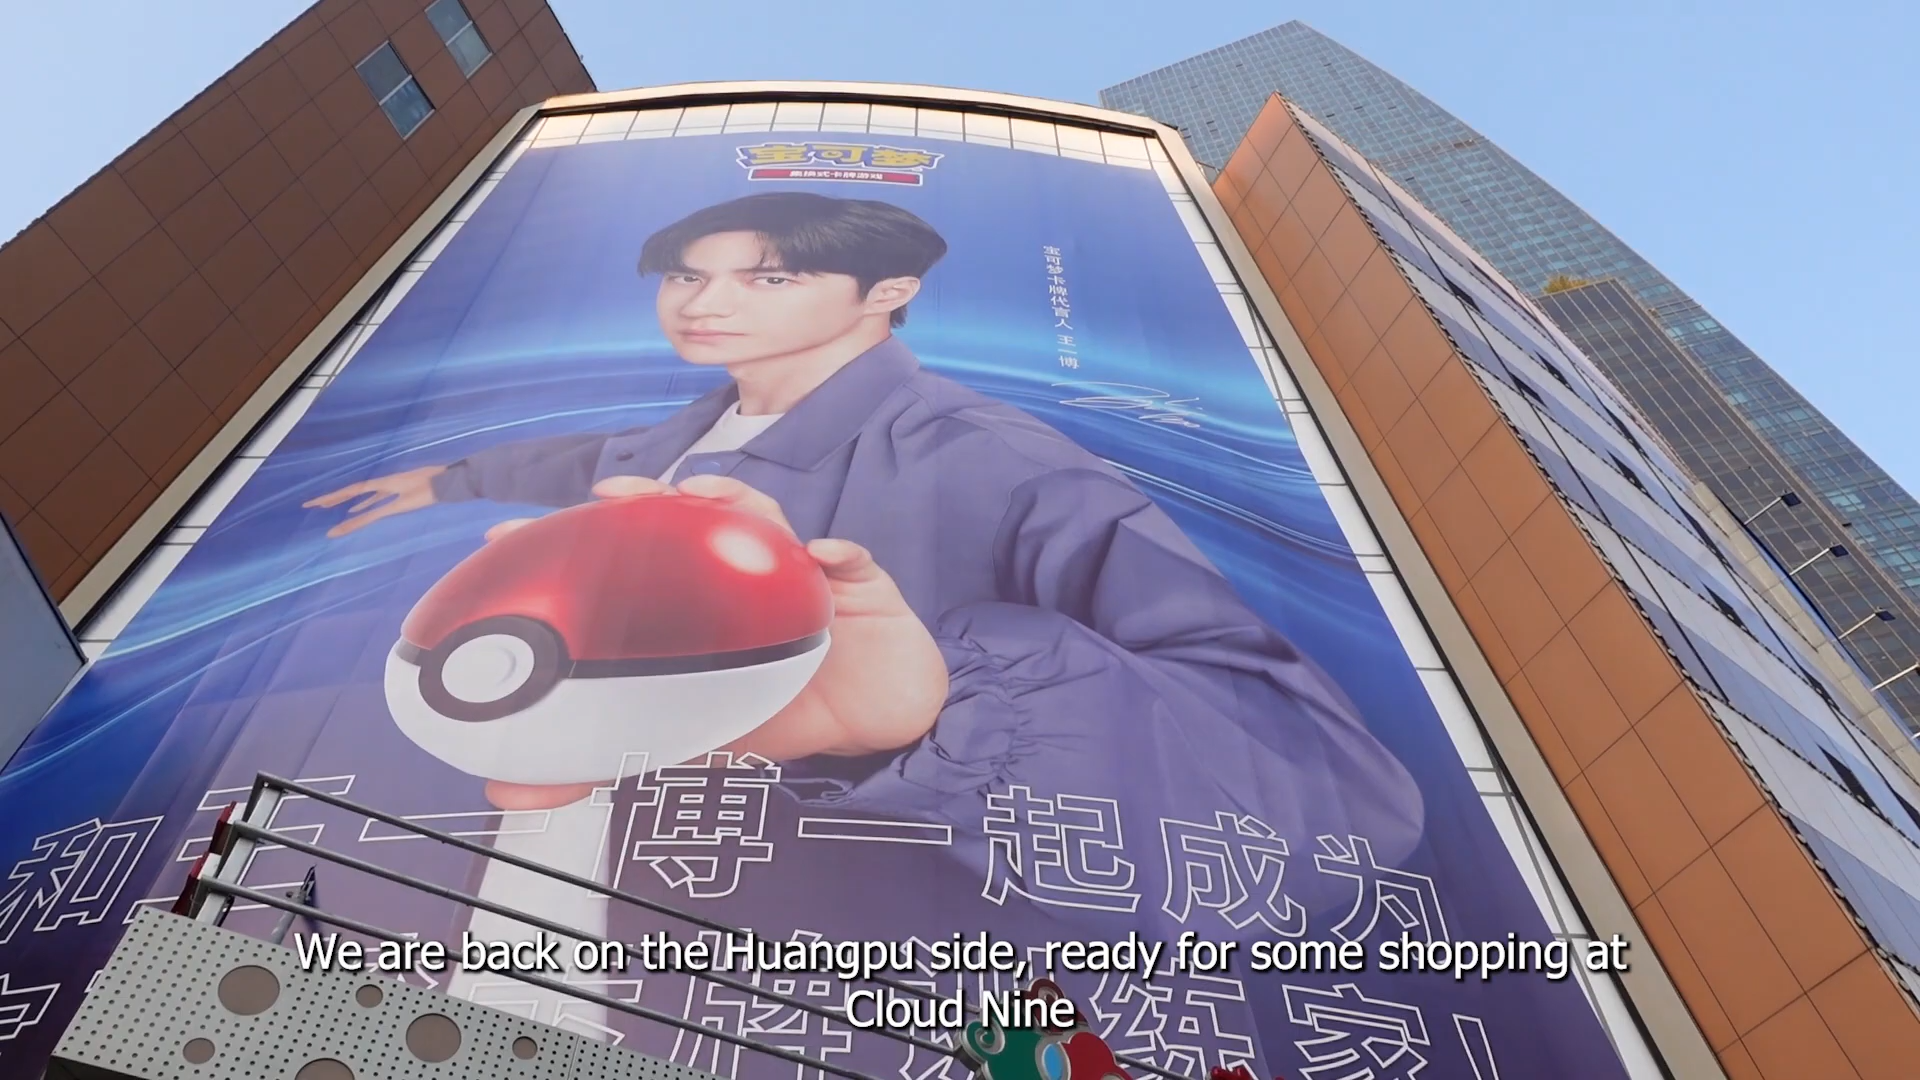 宝可梦
集换式卡牌游戏
宝可梦卡牌代言人 王一博
和王一博一起成为
We are back on the Huangpu side, ready for some shopping at
Cloud Nine